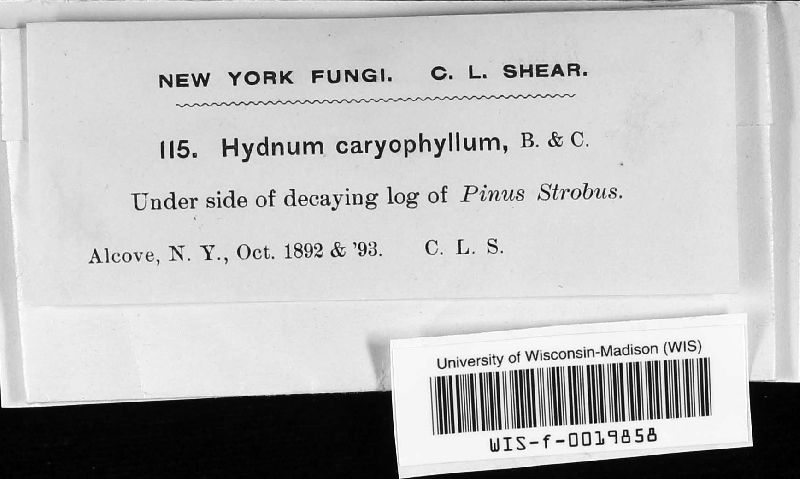 NEW YORK FUNGI. C. L. SHEAR.
115. Hydnum caryophyllum, B. & C.
Under side of decaying log of Pinus Strobus.
Alcove, N. Y., Oct. 1892 & '93. C. L. S.
University of Wisconsin-Madison (WIS)
WIS-f-0019858